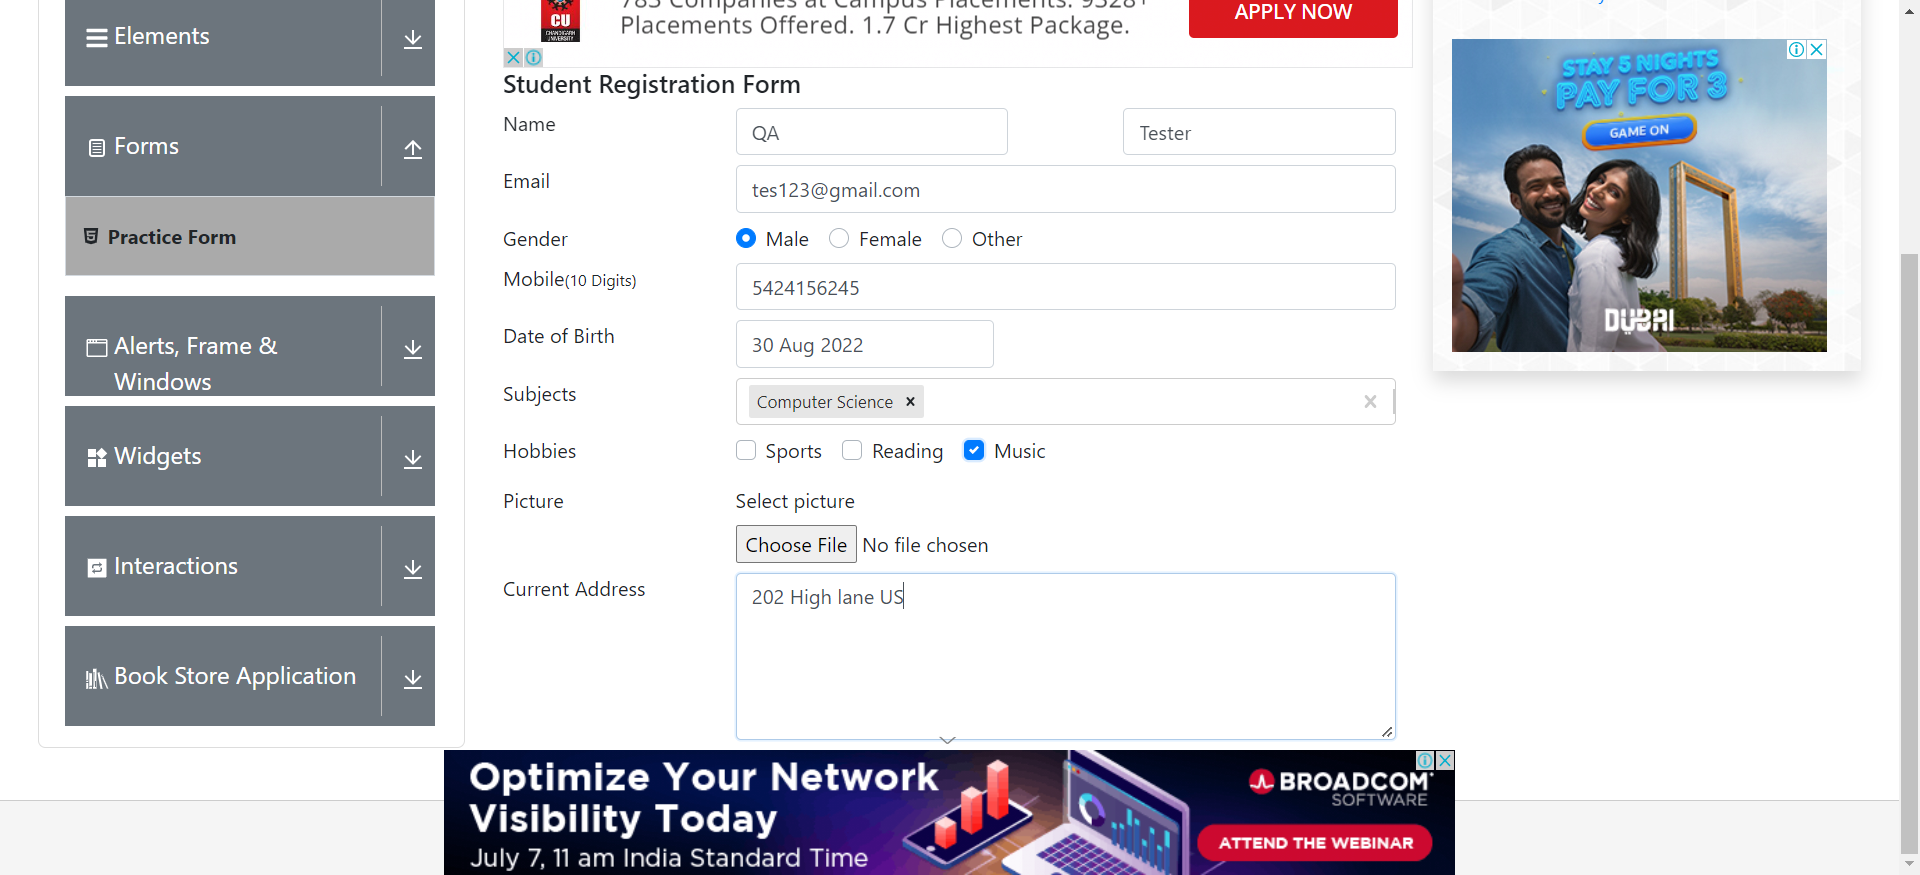 Elements
Forms
Practice Form
Alerts, Frame &
Windows
Widgets
Interactions
Book Store Application
CU
CHANDIGARH
UNIVERSITY
783 Companies at Campus Placements. 9328+
Placements Offered. 1.7 Cr Highest Package.
APPLY NOW
Student Registration Form
Name
QA
Tester
Email
tes123@gmail.com
Gender
Male
Female
Other
Mobile(10 Digits)
5424156245
Date of Birth
30 Aug 2022
Subjects
Computer Science
Hobbies
Sports
Reading
Music
Picture
Select picture
Choose File No file chosen
Current Address
202 High lane US
STAY 5 NIGHTS
PAY FOR 3
GAME ON
DUBAI
Optimize Your Network
Visibility Today
July 7, 11 am India Standard Time
BROADCOM
SOFTWARE
ATTEND THE WEBINAR